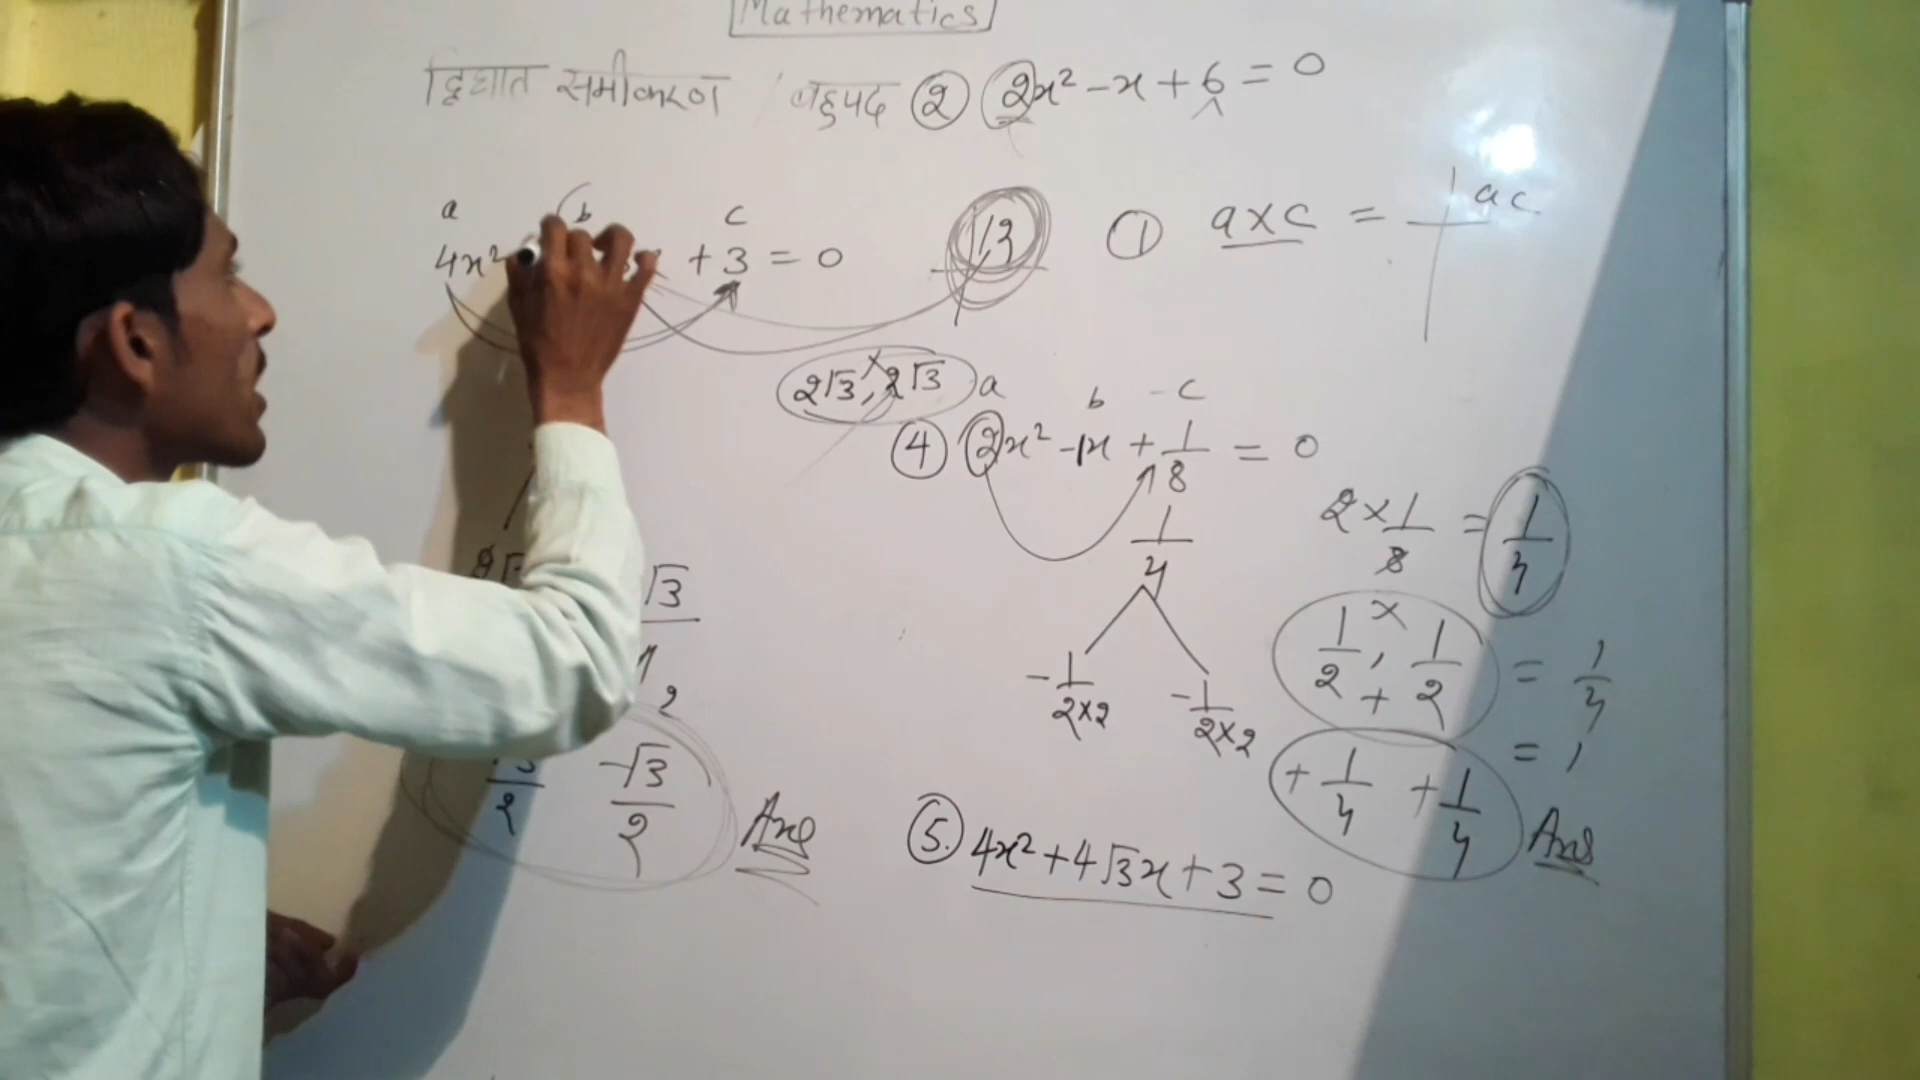 Mathematics
द्विघात समीकरण / बहुपद
② 2x² - x + 6 = 0
a b c
4x² + 3 = 0
13
① a×c = ac
2√3, 2√3
×
a b c
④ 2x² - 1x + 1/8 = 0
2 × 1/8 = 1/4
1/4
-1/2×2 -1/2×2
×
1/2, 1/2 = 1/4
+
= 1
+1/4 +1/4 Ans
√3
2
√3/2 -√3/2 Ans
⑤. 4x² + 4√3x + 3 = 0